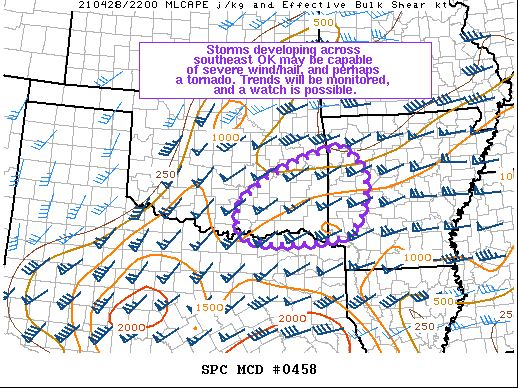 210428/2200 MLCAPE j/kg and Effective Bulk Shear kt
500
Storms developing across
southeast OK may be capable
of severe wind/hail, and perhaps
a tornado. Trends will be monitored,
and a watch is possible.
1000
250
10
1000
1500
500
2000
2000
250
25
SPC MCD #0458